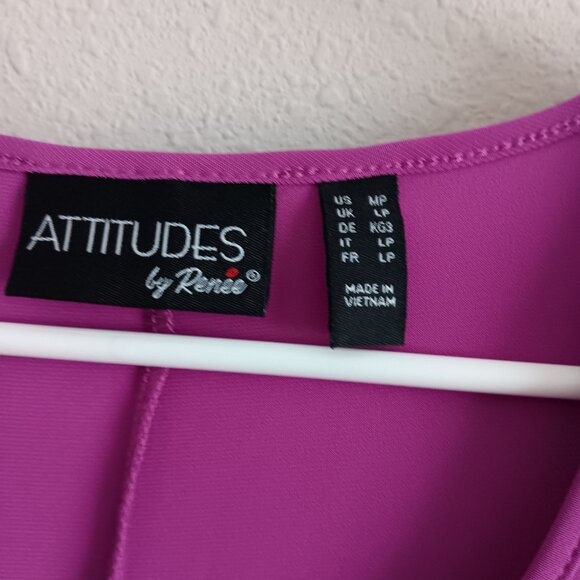 ATTITUDES
by Renée®
US MP
UK LP
DE KG3
IT LP
FR LP
MADE IN
VIETNAM